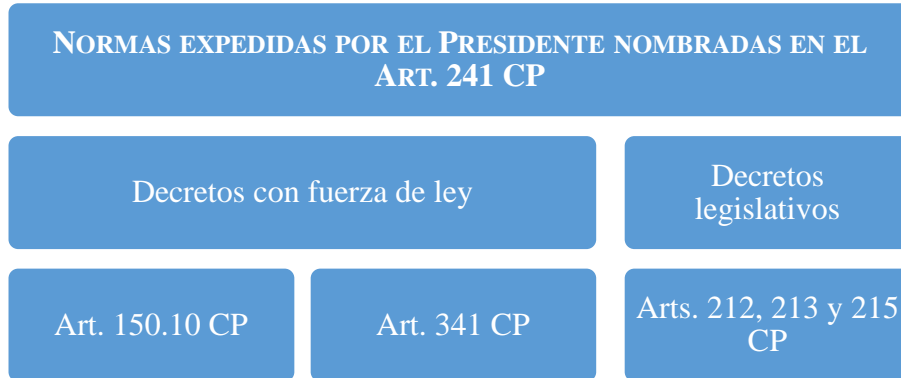 NORMAS EXPEDIDAS POR EL PRESIDENTE NOMBRADAS EN EL
ART. 241 CP
Decretos con fuerza de ley
Decretos
legislativos
Art. 150.10 CP
Art. 341 CP
Arts. 212, 213 y 215
CP